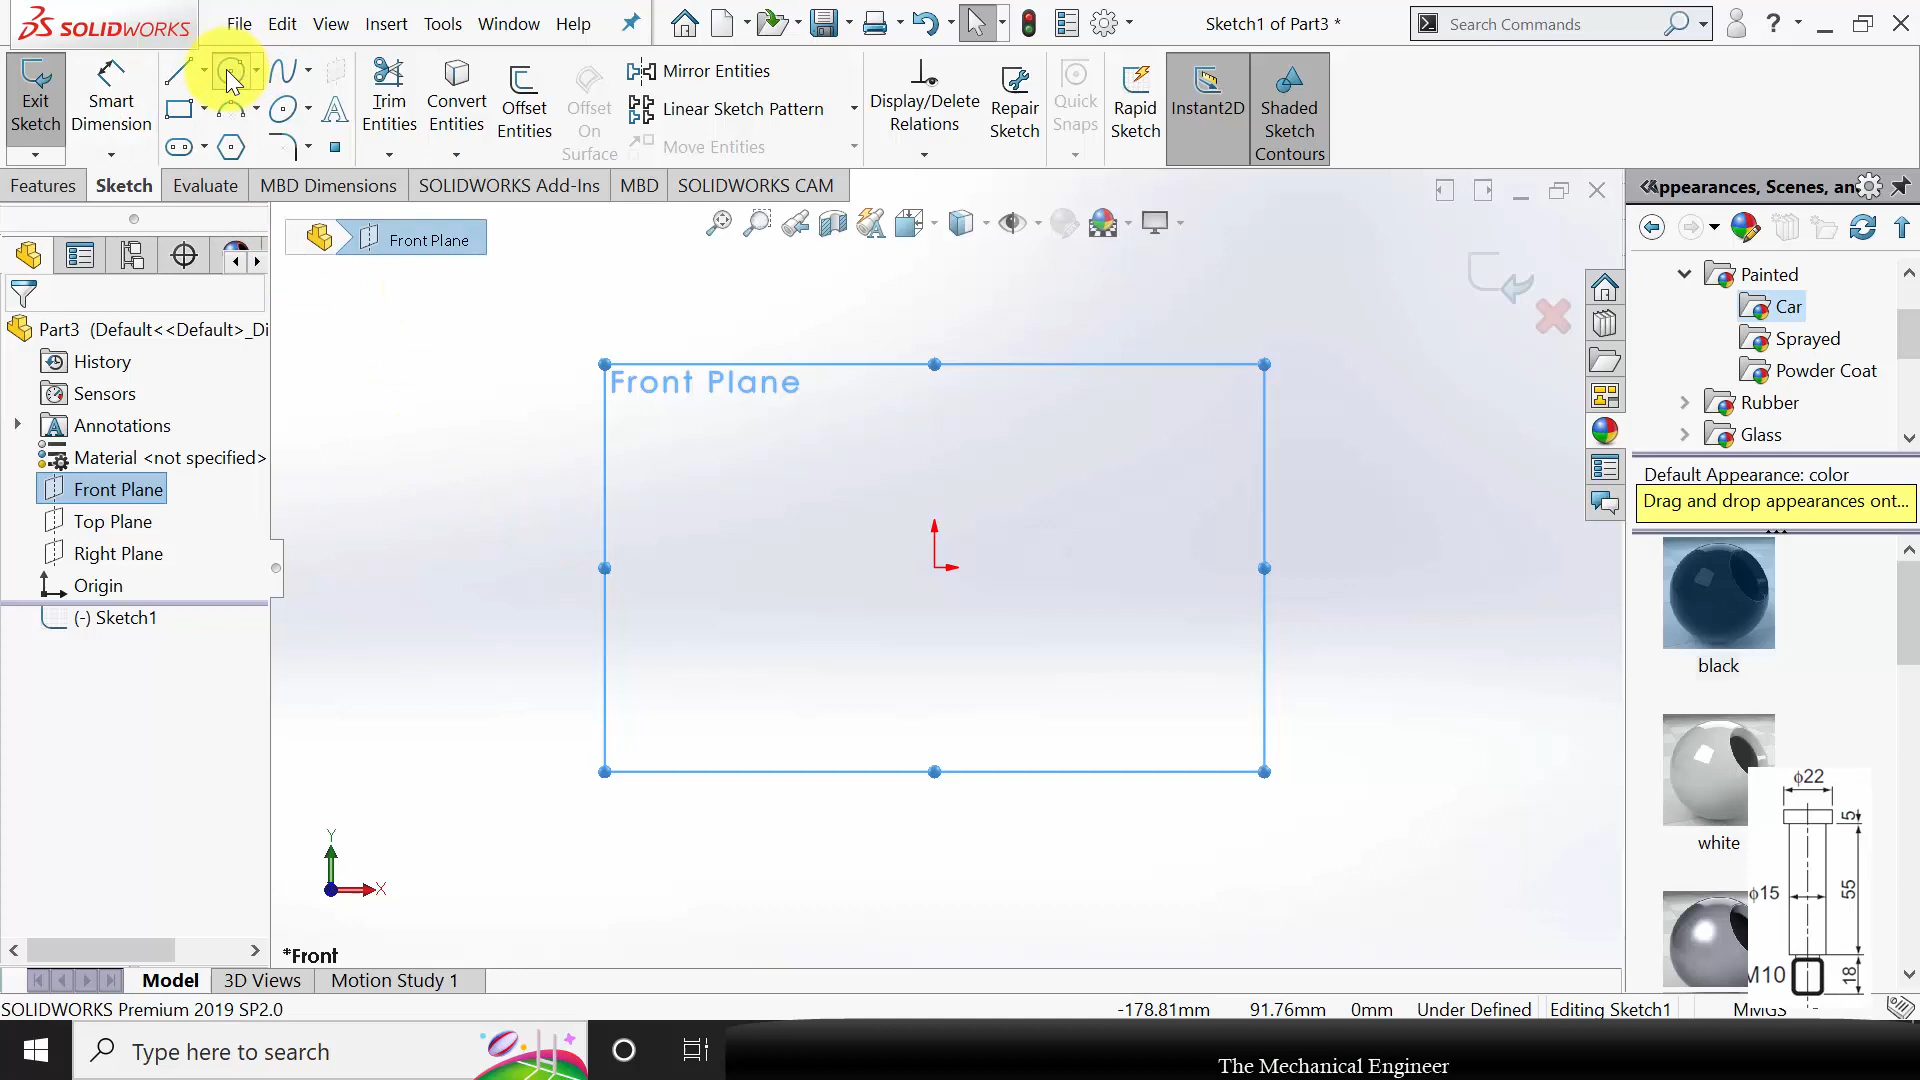 SOLIDWORKS
File Edit View Insert Tools Window Help
Sketch1 of Part3 *
Search Commands
Exit Sketch
Smart Dimension
Trim Entities
Convert Entities
Offset Entities
Offset On Surface
Mirror Entities
Linear Sketch Pattern
Move Entities
Display/Delete Relations
Repair Sketch
Quick Snaps
Rapid Sketch
Instant2D
Shaded Sketch Contours
Features Sketch Evaluate MBD Dimensions SOLIDWORKS Add-Ins MBD SOLIDWORKS CAM
Appearances, Scenes, an
Front Plane
Part3 (Default<<Default>_Di
History
Sensors
Annotations
Material <not specified>
Front Plane
Top Plane
Right Plane
Origin
(-) Sketch1
Front Plane
Painted
Car
Sprayed
Powder Coat
Rubber
Glass
Default Appearance: color
Drag and drop appearances ont...
black
white
ϕ22
5
ϕ15
55
M10
18
Y
X
*Front
Model 3D Views Motion Study 1
SOLIDWORKS Premium 2019 SP2.0
-178.81mm 91.76mm 0mm Under Defined Editing Sketch1 MMGS
Type here to search
The Mechanical Engineer